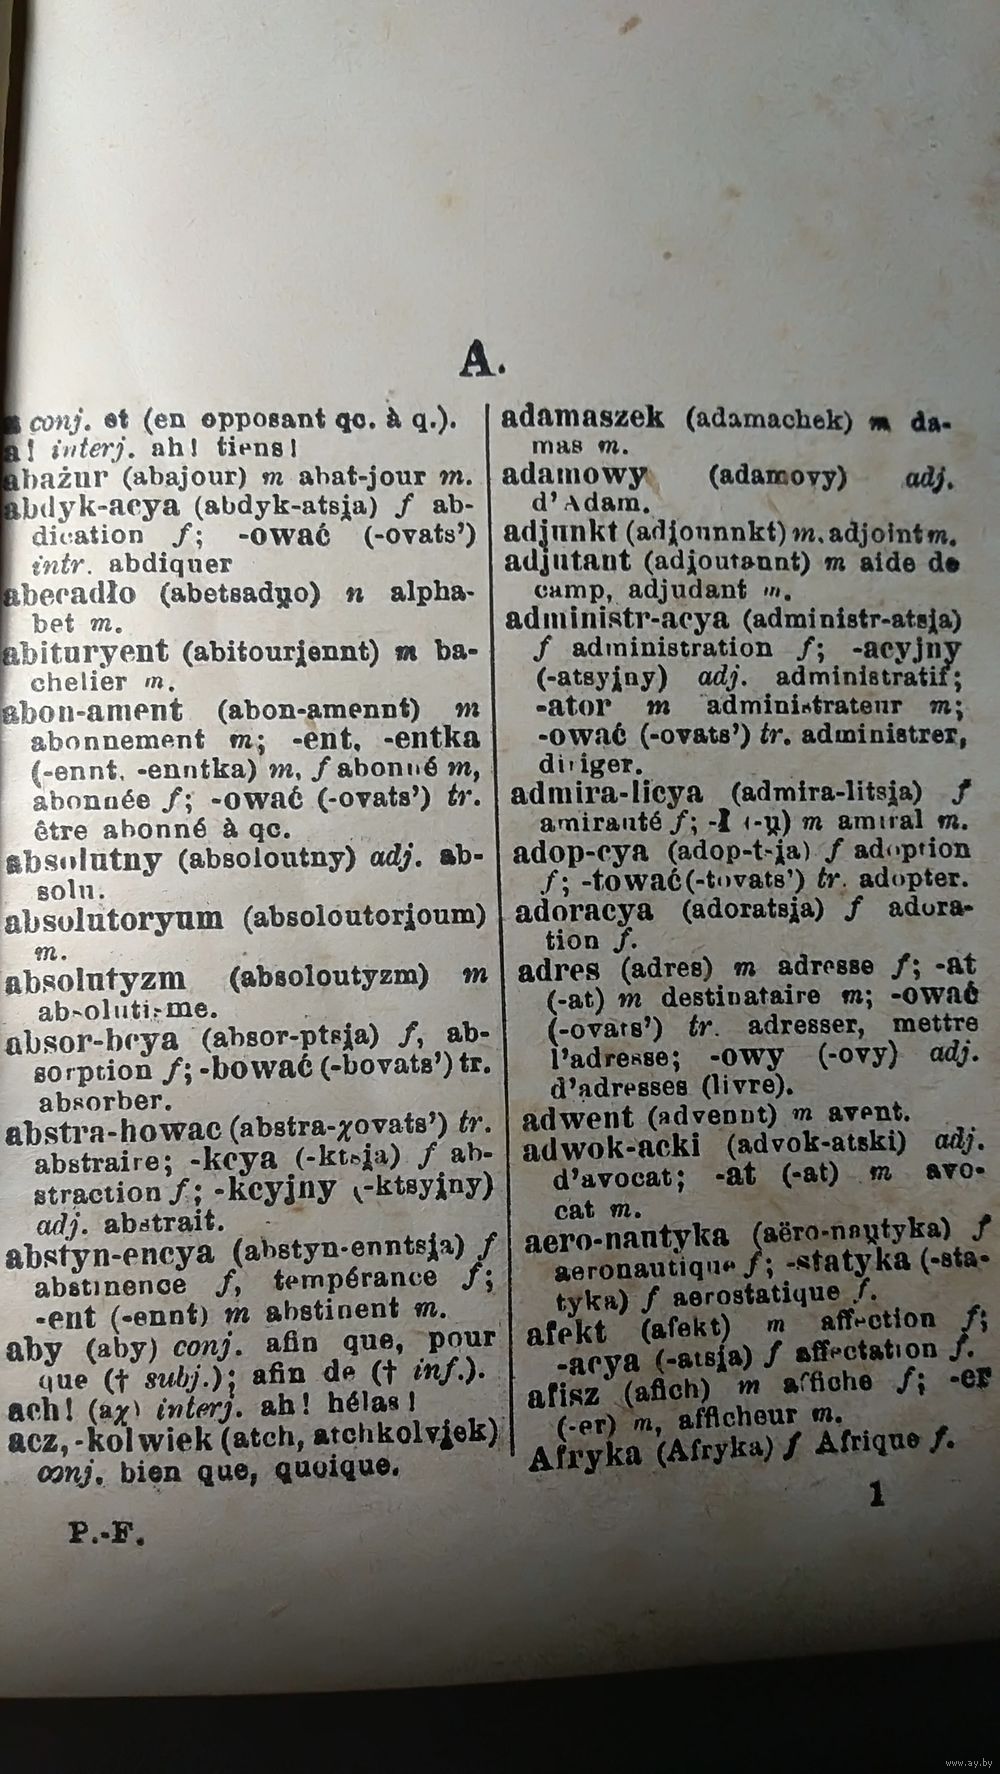 A.
a conj. et (en opposant qc. à q.).
a! interj. ah! tiens!
abażur (abajour) m abat-jour m.
abdyk-acya (abdyk-atsja) f ab-
dication f; -ować (-ovats’)
intr. abdiquer
abecadło (abetsadu̯o) n alpha-
bet m.
abituryent (abitourjennt) m ba-
chelier m.
abon-ament (abon-amennt) m
abonnement m; -ent, -entka
(-ennt, -enntka) m, f abonné m,
abonnée f; -ować (-ovats’) tr.
être abonné à qc.
absolutny (absoloutny) adj. ab-
solu.
absolutoryum (absoloutorjoum)
m.
absolutyzm (absoloutyzm) m
absolutisme.
absor-bcya (absor-ptsja) f, ab-
sorption f; -bować (-bovats’) tr.
absorber.
abstra-howac (abstra-χovats’) tr.
abstraire; -kcya (-ktsja) f ab-
straction f; -kcyjny (-ktsyjny)
adj. abstrait.
abstyn-encya (abstyn-enntsja) f
abstinence f, tempérance f;
-ent (-ennt) m abstinent m.
aby (aby) conj. afin que, pour
que († subj.); afin de († inf.).
ach! (aχ) interj. ah! hélas!
acz, -kolwiek (atch, atchkolvjek)
conj. bien que, quoique.
P.-F.
adamaszek (adamachek) m da-
mas m.
adamowy (adamovy) adj.
d’Adam.
adjunkt (adjounnkt) m. adjoint m.
adjutant (adjoutannt) m aide de
camp, adjudant m.
administr-acya (administr-atsja)
f administration f; -acyjny
(-atsyjny) adj. administratif;
-ator m administrateur m;
-ować (-ovats’) tr. administrer,
diriger.
admira-licya (admira-litsja) f
amirauté f; -ł (-u̯) m amiral m.
adop-cya (adop-tsja) f adoption
f; -tować (-tovats’) tr. adopter.
adoracya (adoratsja) f adora-
tion f.
adres (adres) m adresse f; -at
(-at) m destinataire m; -ować
(-ovats’) tr. adresser, mettre
l’adresse; -owy (-ovy) adj.
d’adresses (livre).
adwent (advennt) m avent.
adwok-acki (advok-atski) adj.
d’avocat; -at (-at) m avo-
cat m.
aero-nautyka (aëro-nau̯tyka) f
aeronautique f; -statyka (-sta-
tyka) f aerostatique f.
afekt (afekt) m affection f;
-acya (-atsja) f affectation f.
afisz (afich) m affiche f; -er
(-er) m, afficheur m.
Afryka (Afryka) f Afrique f.
1
www.ay.by